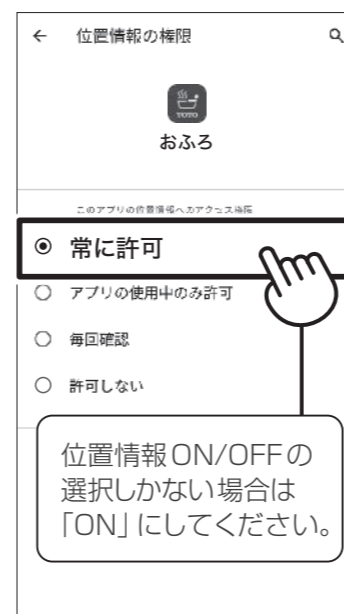 位置情報の権限
TOTO
おふろ
このアプリの位置情報へのアクセス権限
常に許可
アプリの使用中のみ許可
毎回確認
許可しない
位置情報ON/OFFの
選択しかない場合は
「ON」にしてください。